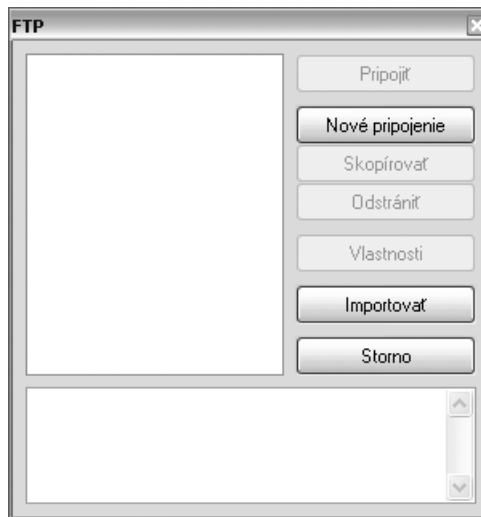 FTP
Pripojiť
Nové pripojenie
Skopírovať
Odstrániť
Vlastnosti
Importovať
Storno